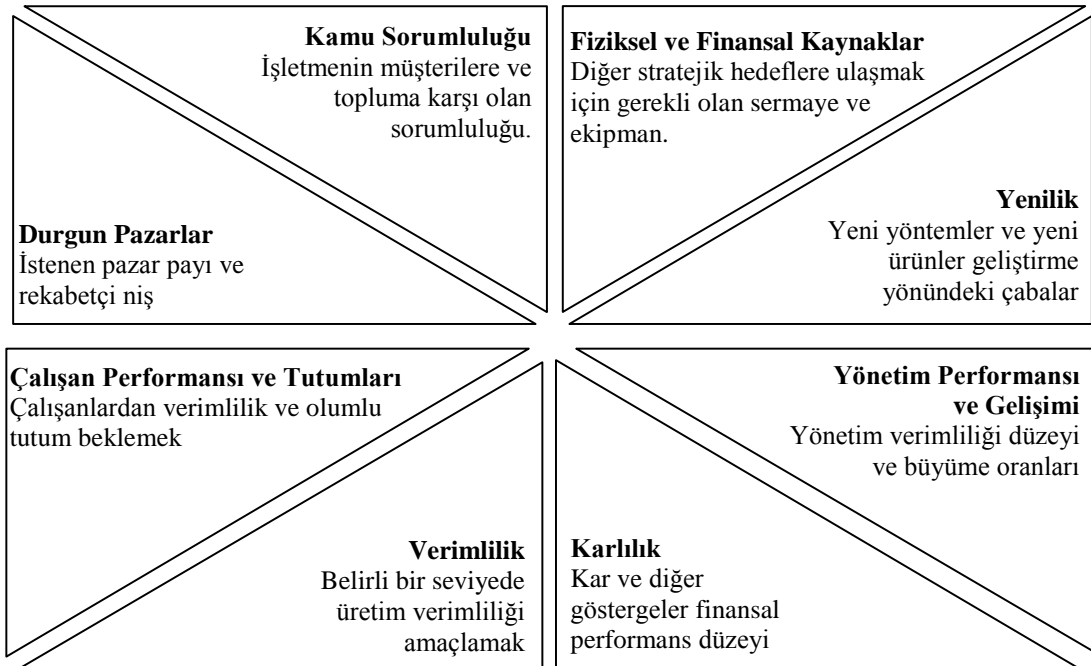 Kamu Sorumluluğu
İşletmenin müşterilere ve
topluma karşı olan
sorumluluğu.
Durgun Pazarlar
İstenen pazar payı ve
rekabetçi niş
Fiziksel ve Finansal Kaynaklar
Diğer stratejik hedeflere ulaşmak
için gerekli olan sermaye ve
ekipman.
Yenilik
Yeni yöntemler ve yeni
ürünler geliştirme
yönündeki çabalar
Çalışan Performansı ve Tutumları
Çalışanlardan verimlilik ve olumlu
tutum beklemek
Verimlilik
Belirli bir seviyede
üretim verimliliği
amaçlamak
Yönetim Performansı
ve Gelişimi
Yönetim verimliliği düzeyi
ve büyüme oranları
Karlılık
Kar ve diğer
göstergeler finansal
performans düzeyi